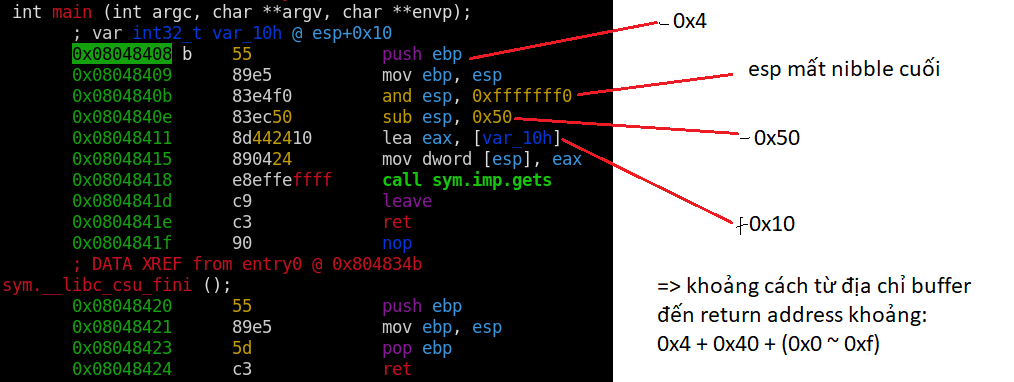 int main (int argc, char **argv, char **envp);
; var int32_t var_10h @ esp+0x10
0x08048408 b 55 push ebp
0x08048409 89e5 mov ebp, esp
0x0804840b 83e4f0 and esp, 0xfffffff0
0x0804840e 83ec50 sub esp, 0x50
0x08048411 8d442410 lea eax, [var_10h]
0x08048415 890424 mov dword [esp], eax
0x08048418 e8effeffff call sym.imp.gets
0x0804841d c9 leave
0x0804841e c3 ret
0x0804841f 90 nop
; DATA XREF from entry0 @ 0x804834b
sym.__libc_csu_fini ();
0x08048420 55 push ebp
0x08048421 89e5 mov ebp, esp
0x08048423 5d pop ebp
0x08048424 c3 ret
- 0x4
esp mất nibble cuối
- 0x50
+0x10
=> khoảng cách từ địa chỉ buffer
đến return address khoảng:
0x4 + 0x40 + (0x0 ~ 0xf)